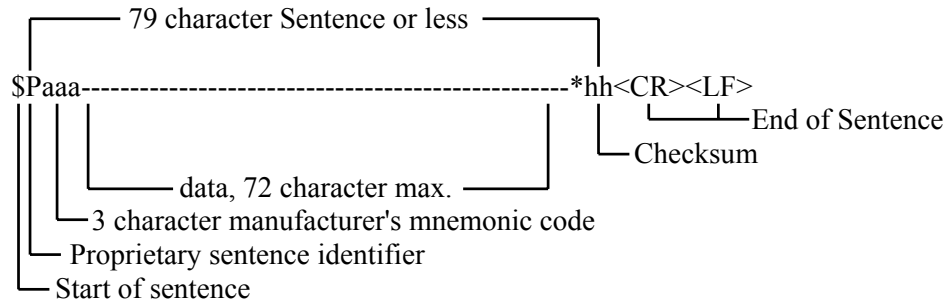 79 character Sentence or less
$Paaa-----------------------------------------------------*hh<CR><LF>
End of Sentence
Checksum
data, 72 character max.
3 character manufacturer's mnemonic code
Proprietary sentence identifier
Start of sentence